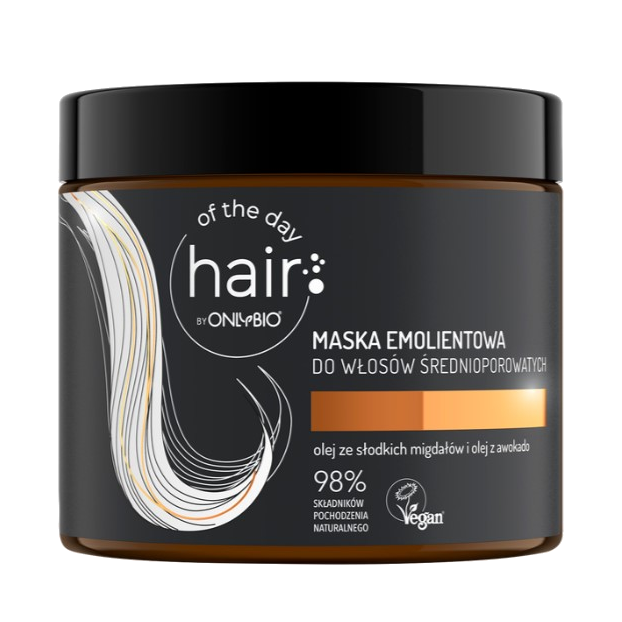 of the day
hair
BY ONLYBIO®
MASKA EMOLIENTOWA
DO WŁOSÓW ŚREDNIOPOROWATYCH
olej ze słodkich migdałów i olej z awokado
98%
SKŁADNIKÓW
POCHODZENIA
NATURALNEGO
Vegan